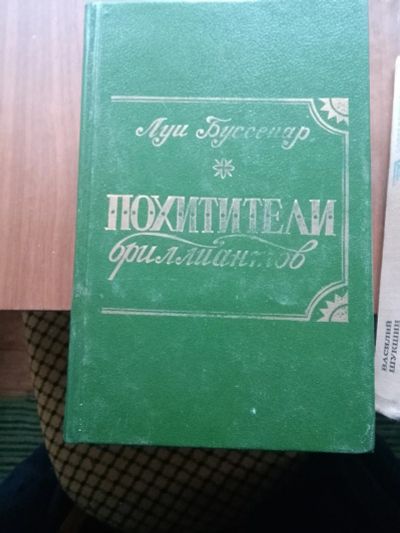 Луи Буссенар
ПОХИТИТЕЛИ
бриллиантов
ВАСИЛИЙ
ШУКШИН